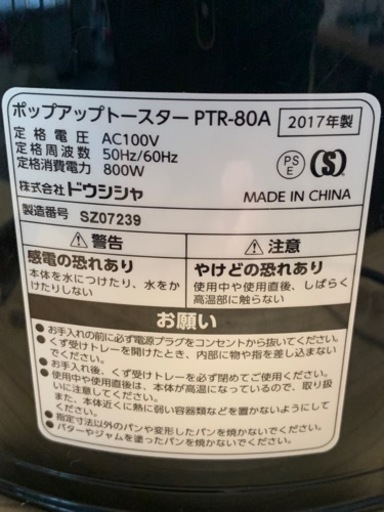 ポップアップトースター PTR-80A 2017年製
定格電圧 AC100V
定格周波数 50Hz/60Hz
定格消費電力 800W
PS
E
S
株式会社ドウシシャ MADE IN CHINA
製造番号 SZ07239
警告
感電の恐れあり
本体を水につけたり、水をか
けたりしない
注意
やけどの恐れあり
使用中や使用直後、しばらく
高温部に触らない
お願い
●お手入れの前に必ず電源プラグをコンセントから抜いてください。
●くず受けトレーを開けたとき、内部に物や指を差し込まない
でください。
●お手入れ後、くず受けトレーを必ず閉めてご使用ください。
●使用中や使用直後は、本体が高温になっているので、取り扱
いに注意してください。
また、本体近くに熱に弱い容器類などを置かないようにし
てください。
●指定寸法以外のパンや変形したパンを焼かないでください。
●バターやジャムを塗ったパンを焼かないでください。